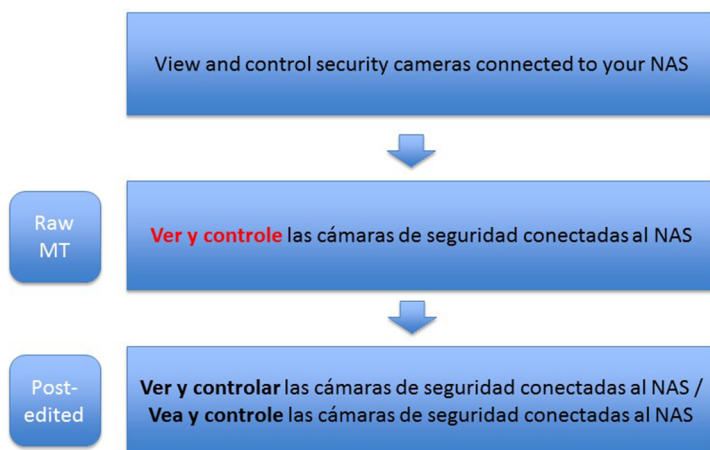 View and control security cameras connected to your NAS
Raw
MT
Ver y controle las cámaras de seguridad conectadas al NAS
Post-
edited
Ver y controlar las cámaras de seguridad conectadas al NAS /
Vea y controle las cámaras de seguridad conectadas al NAS